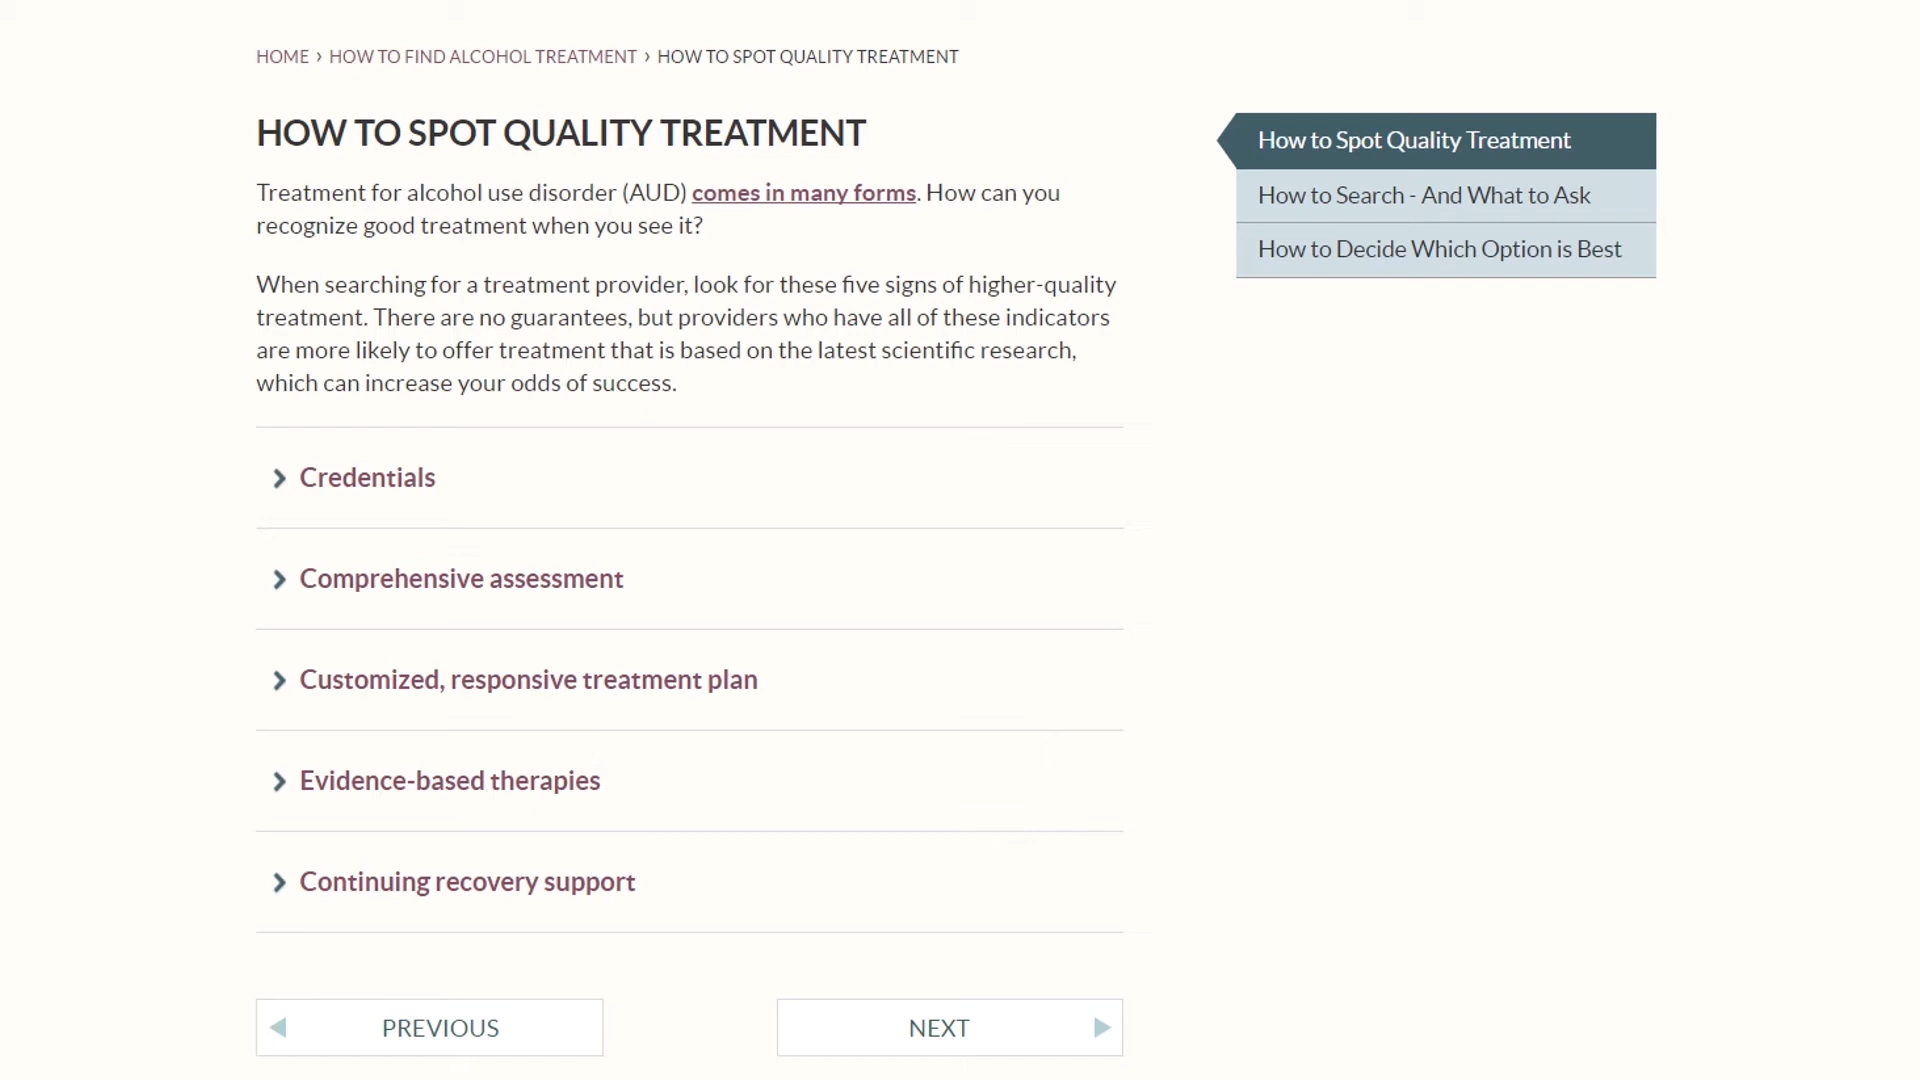 HOME › HOW TO FIND ALCOHOL TREATMENT › HOW TO SPOT QUALITY TREATMENT
HOW TO SPOT QUALITY TREATMENT
Treatment for alcohol use disorder (AUD) comes in many forms. How can you
recognize good treatment when you see it?
When searching for a treatment provider, look for these five signs of higher-quality
treatment. There are no guarantees, but providers who have all of these indicators
are more likely to offer treatment that is based on the latest scientific research,
which can increase your odds of success.
Credentials
Comprehensive assessment
Customized, responsive treatment plan
Evidence-based therapies
Continuing recovery support
PREVIOUS
NEXT
How to Spot Quality Treatment
How to Search - And What to Ask
How to Decide Which Option is Best